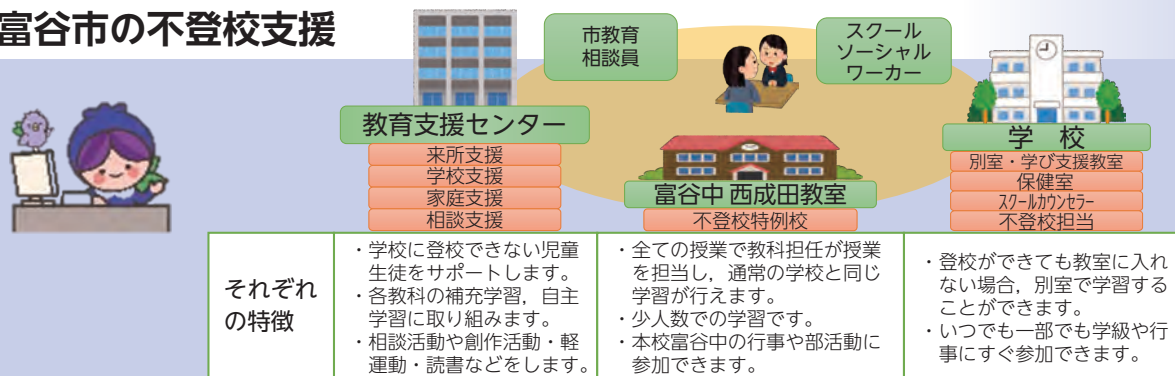 富谷市の不登校支援
市教育
相談員
スクール
ソーシャル
ワーカー
教育支援センター
来所支援
学校支援
家庭支援
相談支援
富谷中 西成田教室
不登校特例校
学　校
別室・学び支援教室
保健室
スクールカウンセラー
不登校担当
それぞれ
の特徴
・学校に登校できない児童
生徒をサポートします。
・各教科の補充学習，自主
学習に取り組みます。
・相談活動や創作活動・軽
運動・読書などをします。
・全ての授業で教科担任が授業
を担当し，通常の学校と同じ
学習が行えます。
・少人数での学習です。
・本校富谷中の行事や部活動に
参加できます。
・登校ができても教室に入れ
ない場合，別室で学習する
ことができます。
・いつでも一部でも学級や行
事にすぐ参加できます。